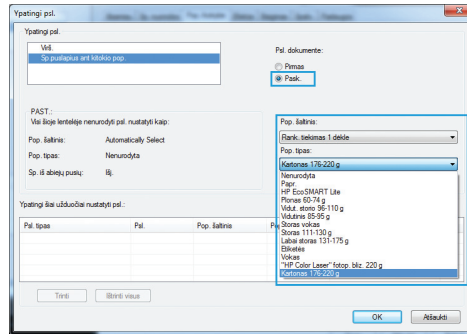 Ypatingi psl.
Ypatingi psl.
Virš.
Sp.puslapius ant kitokio pop.
Psl. dokumente:
Pirmas
Pask.
PAST.:
Visi šioje lentelėje nenurodyti psl. nustatyti kaip:
Pop. šaltinis: Automatically Select
Pop. tipas: Nenurodyta
Sp. iš abiejų pusių: Išj.
Pop. šaltinis:
Rank. tiekimas 1 dėkle
Pop. tipas:
Kartonas 176-220 g
Nenurodyta
Papr.
HP EcoSMART Lite
Plonas 60-74 g
Vidut. storio 96-110 g
Vidutinis 85-95 g
Storas vokas
Storas 111-130 g
Labai storas 131-175 g
Etiketės
Vokas
"HP Color Laser" fotop. bliz. 220 g
Kartonas 176-220 g
Ypatingi šiai užduočiai nustatyti psl.:
Psl. tipas Psl. Pop. šaltinis
Trinti Ištrinti visus
OK Atšaukti